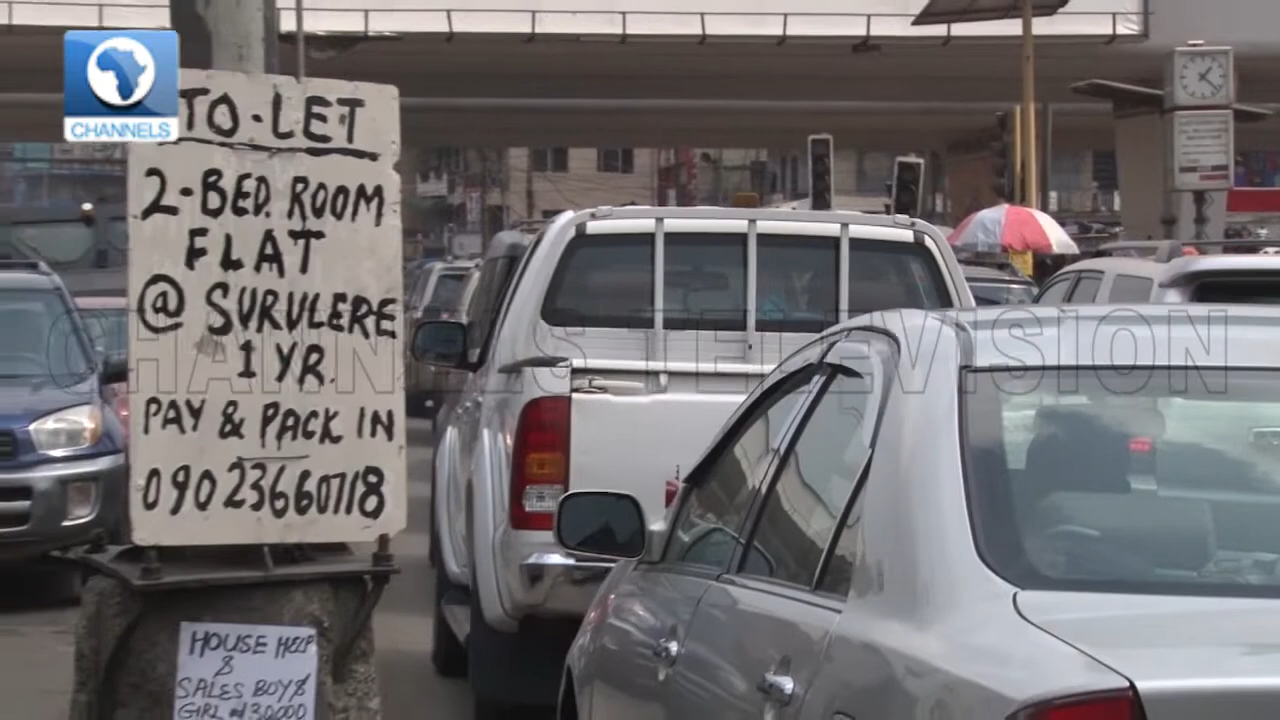 CHANNELS
TO-LET
2-BED. ROOM
FLAT
@ SURULERE
1 YR.
PAY & PACK IN
09023660718
CHANNELS TELEVISION
HOUSE HELP
&
SALES BOY &
GIRL